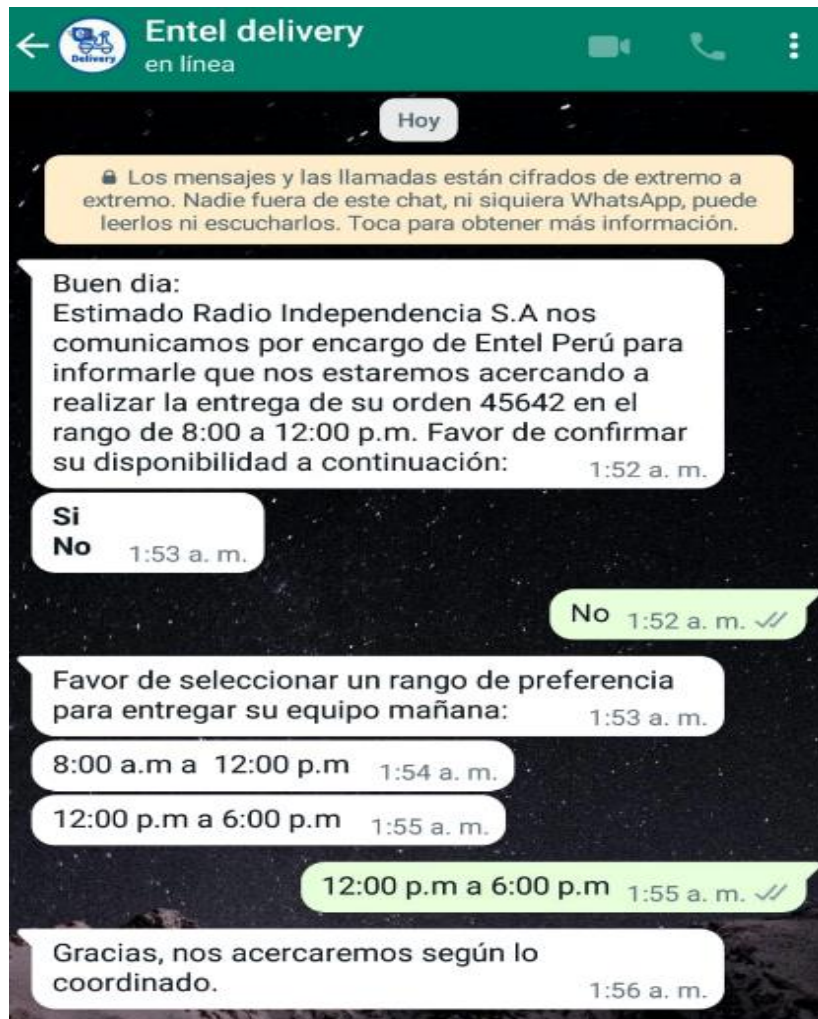 Entel delivery
en línea
Delivery
Hoy
Los mensajes y las llamadas están cifrados de extremo a
extremo. Nadie fuera de este chat, ni siquiera WhatsApp, puede
leerlos ni escucharlos. Toca para obtener más información.
Buen dia:
Estimado Radio Independencia S.A nos
comunicamos por encargo de Entel Perú para
informarle que nos estaremos acercando a
realizar la entrega de su orden 45642 en el
rango de 8:00 a 12:00 p.m. Favor de confirmar
su disponibilidad a continuación: 1:52 a. m.
Si
No 1:53 a. m.
No 1:52 a. m.
Favor de seleccionar un rango de preferencia
para entregar su equipo mañana: 1:53 a. m.
8:00 a.m a 12:00 p.m 1:54 a. m.
12:00 p.m a 6:00 p.m 1:55 a. m.
12:00 p.m a 6:00 p.m 1:55 a. m.
Gracias, nos acercaremos según lo
coordinado. 1:56 a. m.